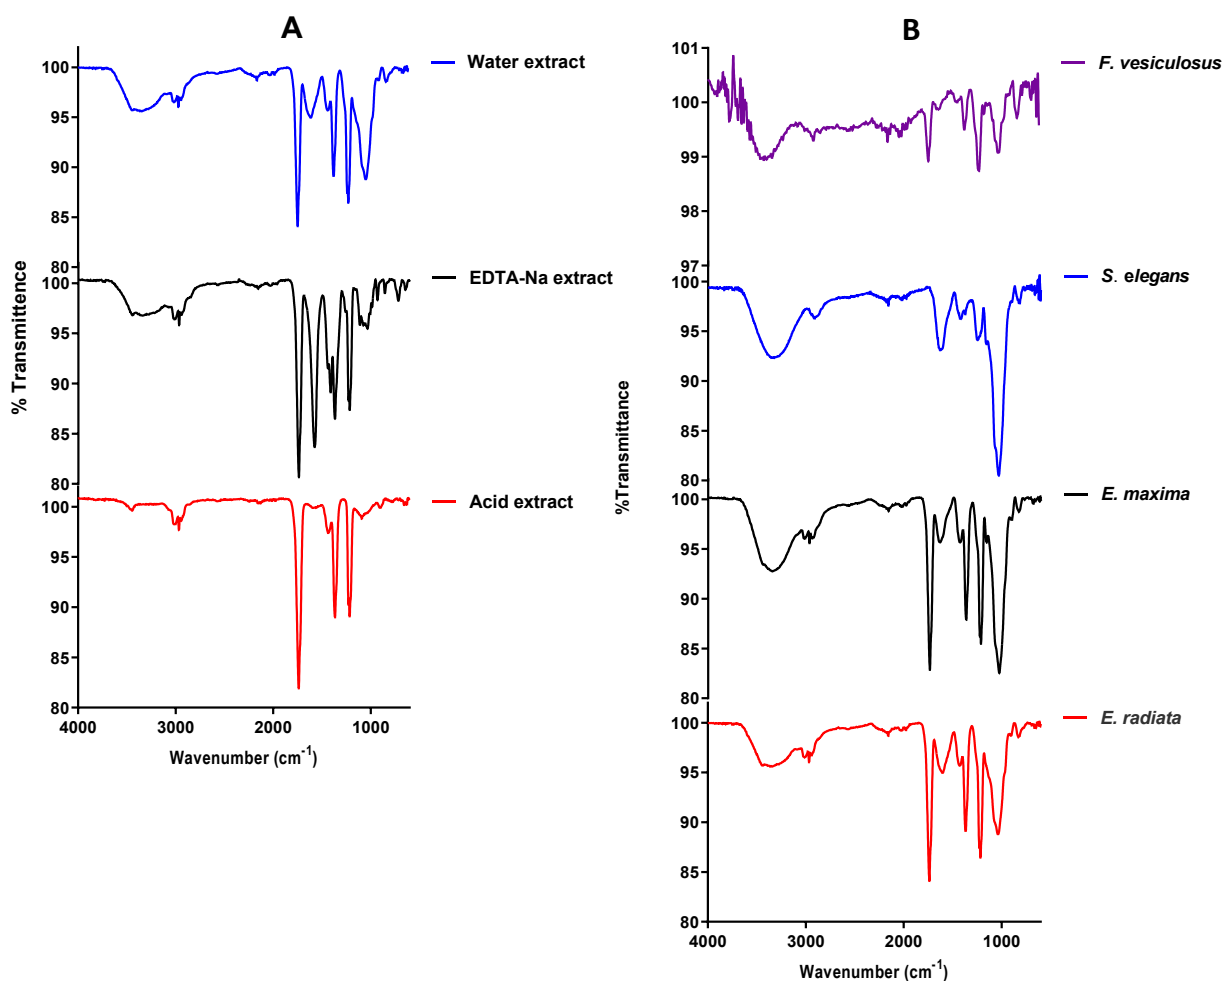 A
Water extract
100
95
90
85
80
EDTA-Na extract
100
95
90
85
80
Acid extract
100
95
90
85
80
% Transmittence
4000 3000 2000 1000
Wavenumber (cm⁻¹)
B
F. vesiculosus
101
100
99
98
97
S. elegans
100
95
90
85
80
E. maxima
100
95
90
85
80
E. radiata
100
95
90
85
80
%Transmittance
4000 3000 2000 1000
Wavenumber (cm⁻¹)